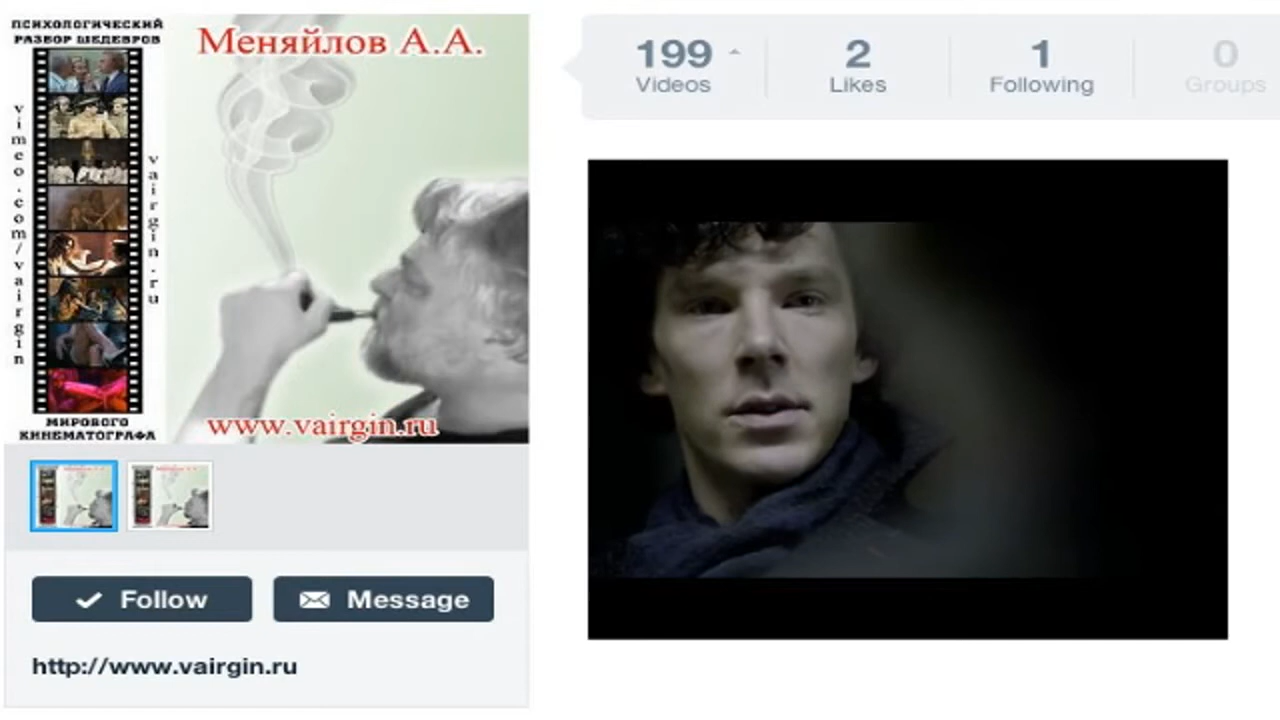 ПСИХОЛОГИЧЕСКИЙ
РАЗБОР ШЕДЕВРОВ
Меняйлов А.А.
vimeo.com/vairgin
vairgin.ru
www.vairgin.ru
МИРОВОГО
КИНЕМАТОГРАФА
199
Videos
2
Likes
1
Following
0
Groups
Follow
Message
http://www.vairgin.ru